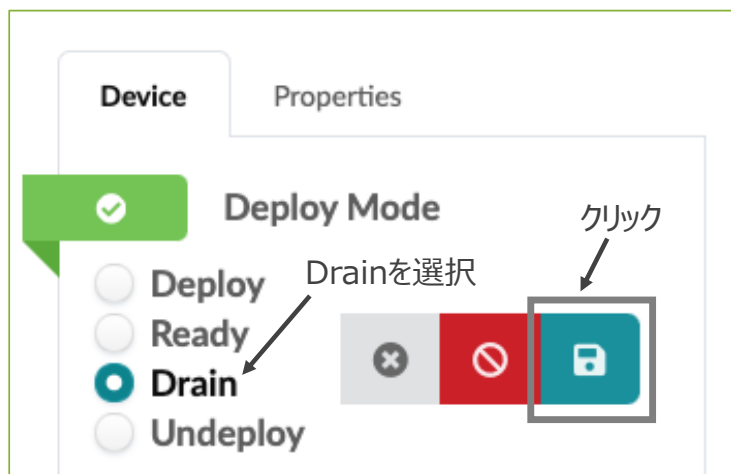 Device
Properties
Deploy Mode
クリック
Deploy
Drainを選択
Ready
Drain
Undeploy